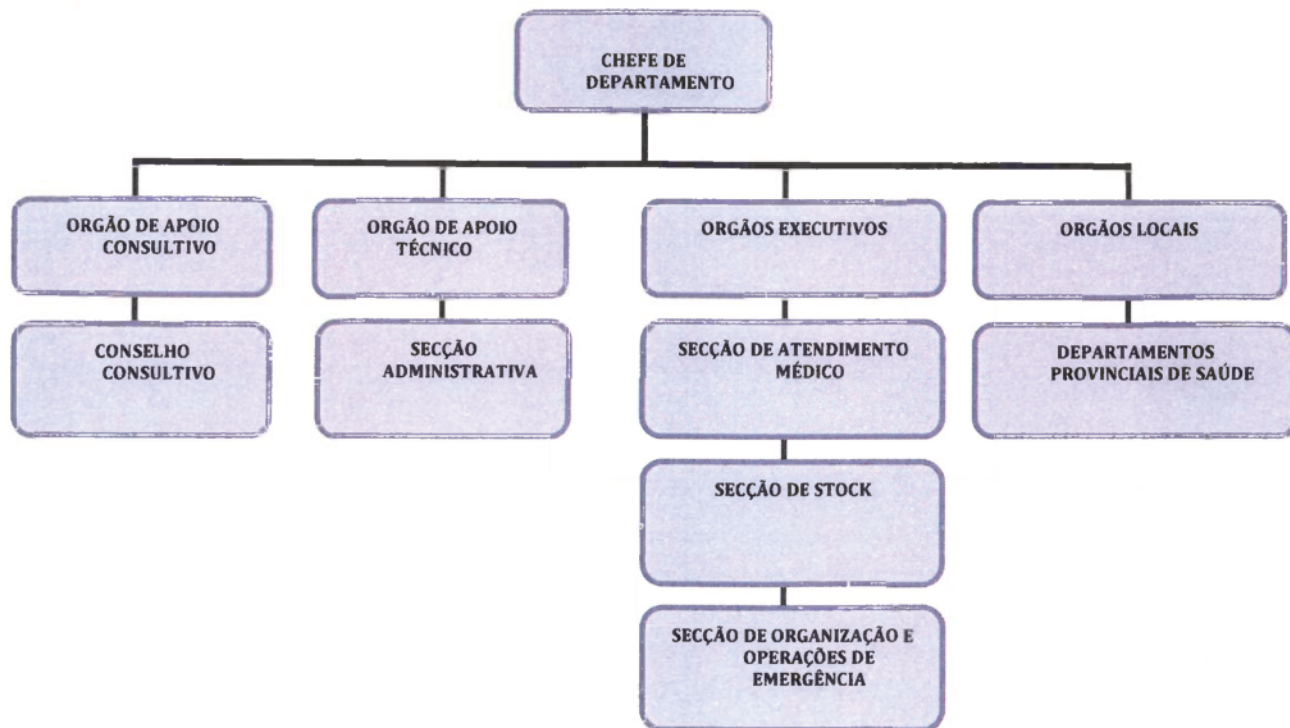 CHEFE DE
DEPARTAMENTO
ORGÃO DE APOIO
CONSULTIVO
ORGÃO DE APOIO
TÉCNICO
ORGÃOS EXECUTIVOS
ORGÃOS LOCAIS
CONSELHO
CONSULTIVO
SECÇÃO
ADMINISTRATIVA
SECÇÃO DE ATENDIMENTO
MÉDICO
DEPARTAMENTOS
PROVINCIAIS DE SAÚDE
SECÇÃO DE STOCK
SECÇÃO DE ORGANIZAÇÃO E
OPERAÇÕES DE
EMERGÊNCIA